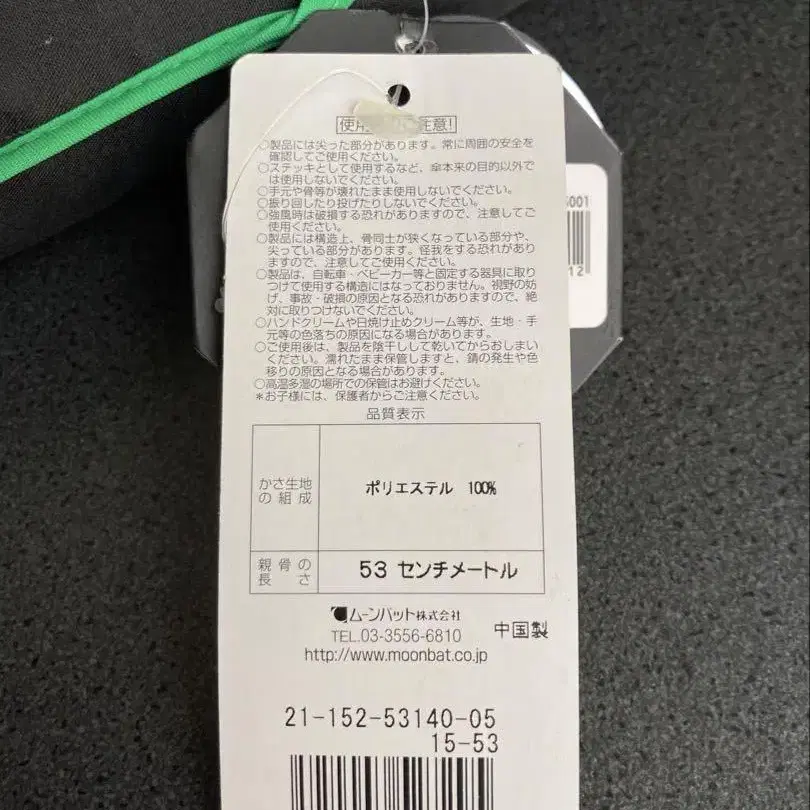 使用 注意!
○製品には尖った部分があります。常に周囲の安全を
確認してご使用ください。
○ステッキとして使用するなど、傘本来の目的以外で
は使用しないでください。
○手元や骨等が壊れたまま使用しないでください。
○振り回したり投げたりしないでください。
○強風時は破損する恐れがありますので、注意してご
使用ください。
○製品には構造上、骨同士が狭くなっている部分や、
尖っている部分があります。怪我をする恐れがあり
ますので、注意してご使用ください。
○製品は、自転車・ベビーカー等と固定する器具に取り
つけて使用する構造にはなっておりません。視野の妨
げ、事故・破損の原因となる恐れがありますので、絶
対に取りつけないでください。
○ハンドクリームや日焼け止めクリーム等が、生地・手
元等の色落ちの原因になる場合があります。
○ご使用後は、製品を陰干しして乾いてからおしまい
ください。濡れたまま保管しますと、錆の発生や色
移りの原因となる場合があります。
○高温多湿の場所での保管はお避けください。
＊お子様には、保護者からご注意ください。
品質表示
かさ生地
の組成
ポリエステル 100%
親骨の
長さ
53 センチメートル
ムーンバット株式会社
TEL.03-3556-6810
中国製
http://www.moonbat.co.jp
21-152-53140-05
15-53
6001
12